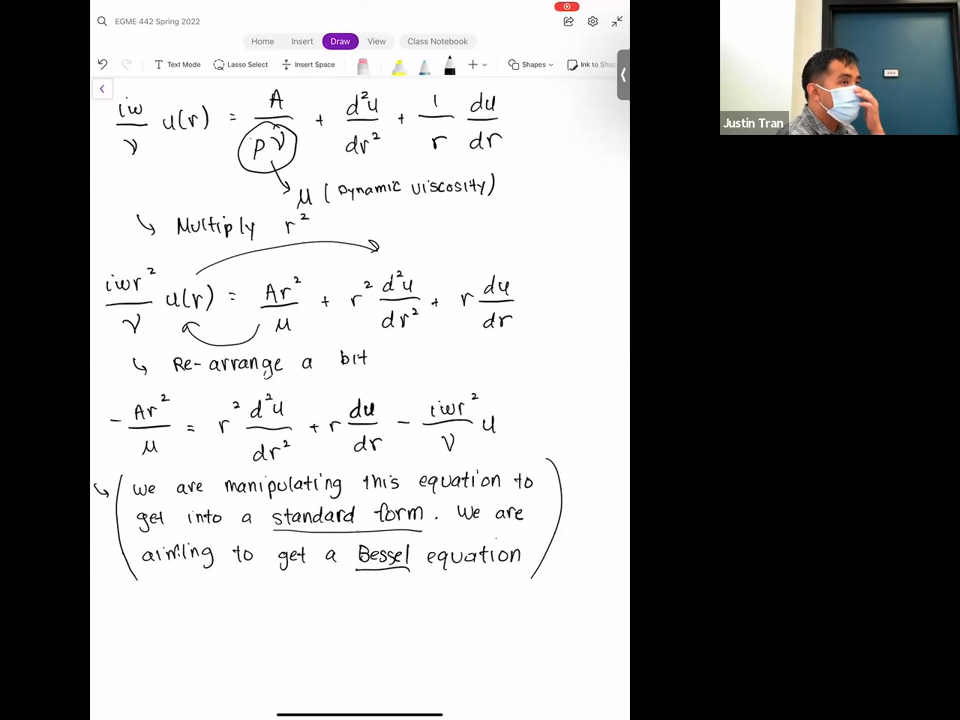 EGME 442 Spring 2022
Home Insert Draw View Class Notebook
Text Mode Lasso Select Insert Space Shapes Ink to Shap
iω/ν u(r) = A/ρν + d²u/dr² + 1/r du/dr
μ (Dynamic viscosity)
Multiply r²
iωr²/ν u(r) = Ar²/μ + r² d²u/dr² + r du/dr
Re-arrange a bit
- Ar²/μ = r² d²u/dr² + r du/dr - iωr²/ν u
(we are manipulating this equation to
get into a standard form. We are
aiming to get a Bessel equation)
Justin Tran